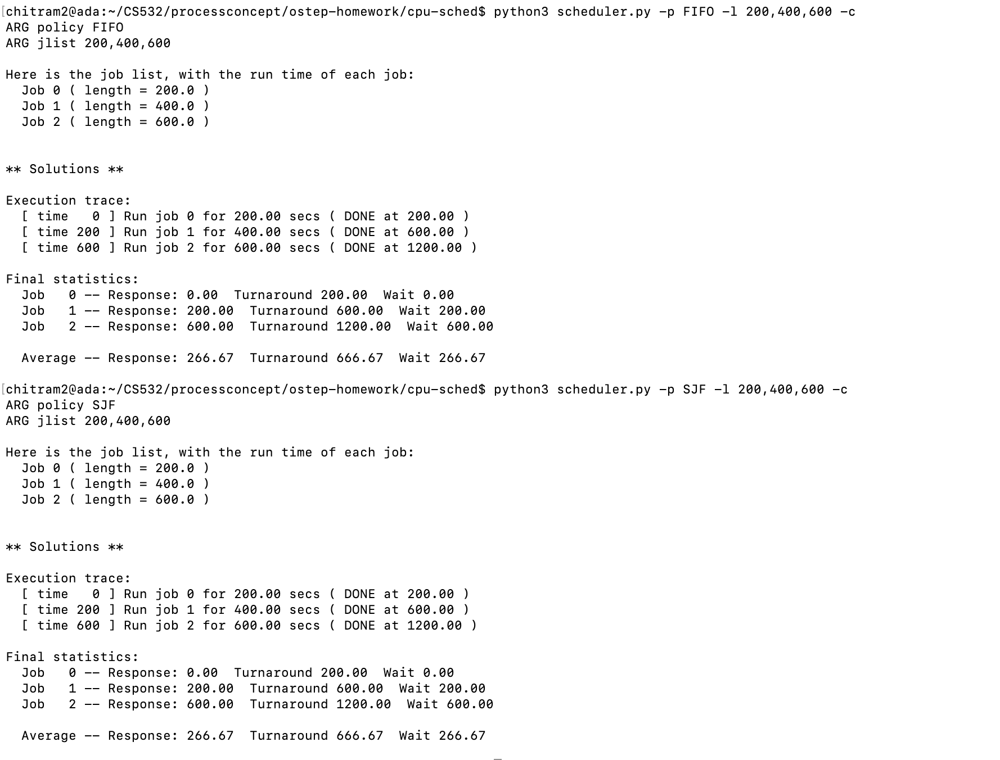 [chitram2@ada:~/CS532/processconcept/ostep-homework/cpu-sched$ python3 scheduler.py -p FIFO -l 200,400,600 -c
ARG policy FIFO
ARG jlist 200,400,600

Here is the job list, with the run time of each job:
  Job 0 ( length = 200.0 )
  Job 1 ( length = 400.0 )
  Job 2 ( length = 600.0 )


** Solutions **

Execution trace:
  [ time   0 ] Run job 0 for 200.00 secs ( DONE at 200.00 )
  [ time 200 ] Run job 1 for 400.00 secs ( DONE at 600.00 )
  [ time 600 ] Run job 2 for 600.00 secs ( DONE at 1200.00 )

Final statistics:
  Job   0 -- Response: 0.00  Turnaround 200.00  Wait 0.00
  Job   1 -- Response: 200.00  Turnaround 600.00  Wait 200.00
  Job   2 -- Response: 600.00  Turnaround 1200.00  Wait 600.00

  Average -- Response: 266.67  Turnaround 666.67  Wait 266.67

[chitram2@ada:~/CS532/processconcept/ostep-homework/cpu-sched$ python3 scheduler.py -p SJF -l 200,400,600 -c
ARG policy SJF
ARG jlist 200,400,600

Here is the job list, with the run time of each job:
  Job 0 ( length = 200.0 )
  Job 1 ( length = 400.0 )
  Job 2 ( length = 600.0 )


** Solutions **

Execution trace:
  [ time   0 ] Run job 0 for 200.00 secs ( DONE at 200.00 )
  [ time 200 ] Run job 1 for 400.00 secs ( DONE at 600.00 )
  [ time 600 ] Run job 2 for 600.00 secs ( DONE at 1200.00 )

Final statistics:
  Job   0 -- Response: 0.00  Turnaround 200.00  Wait 0.00
  Job   1 -- Response: 200.00  Turnaround 600.00  Wait 200.00
  Job   2 -- Response: 600.00  Turnaround 1200.00  Wait 600.00

  Average -- Response: 266.67  Turnaround 666.67  Wait 266.67